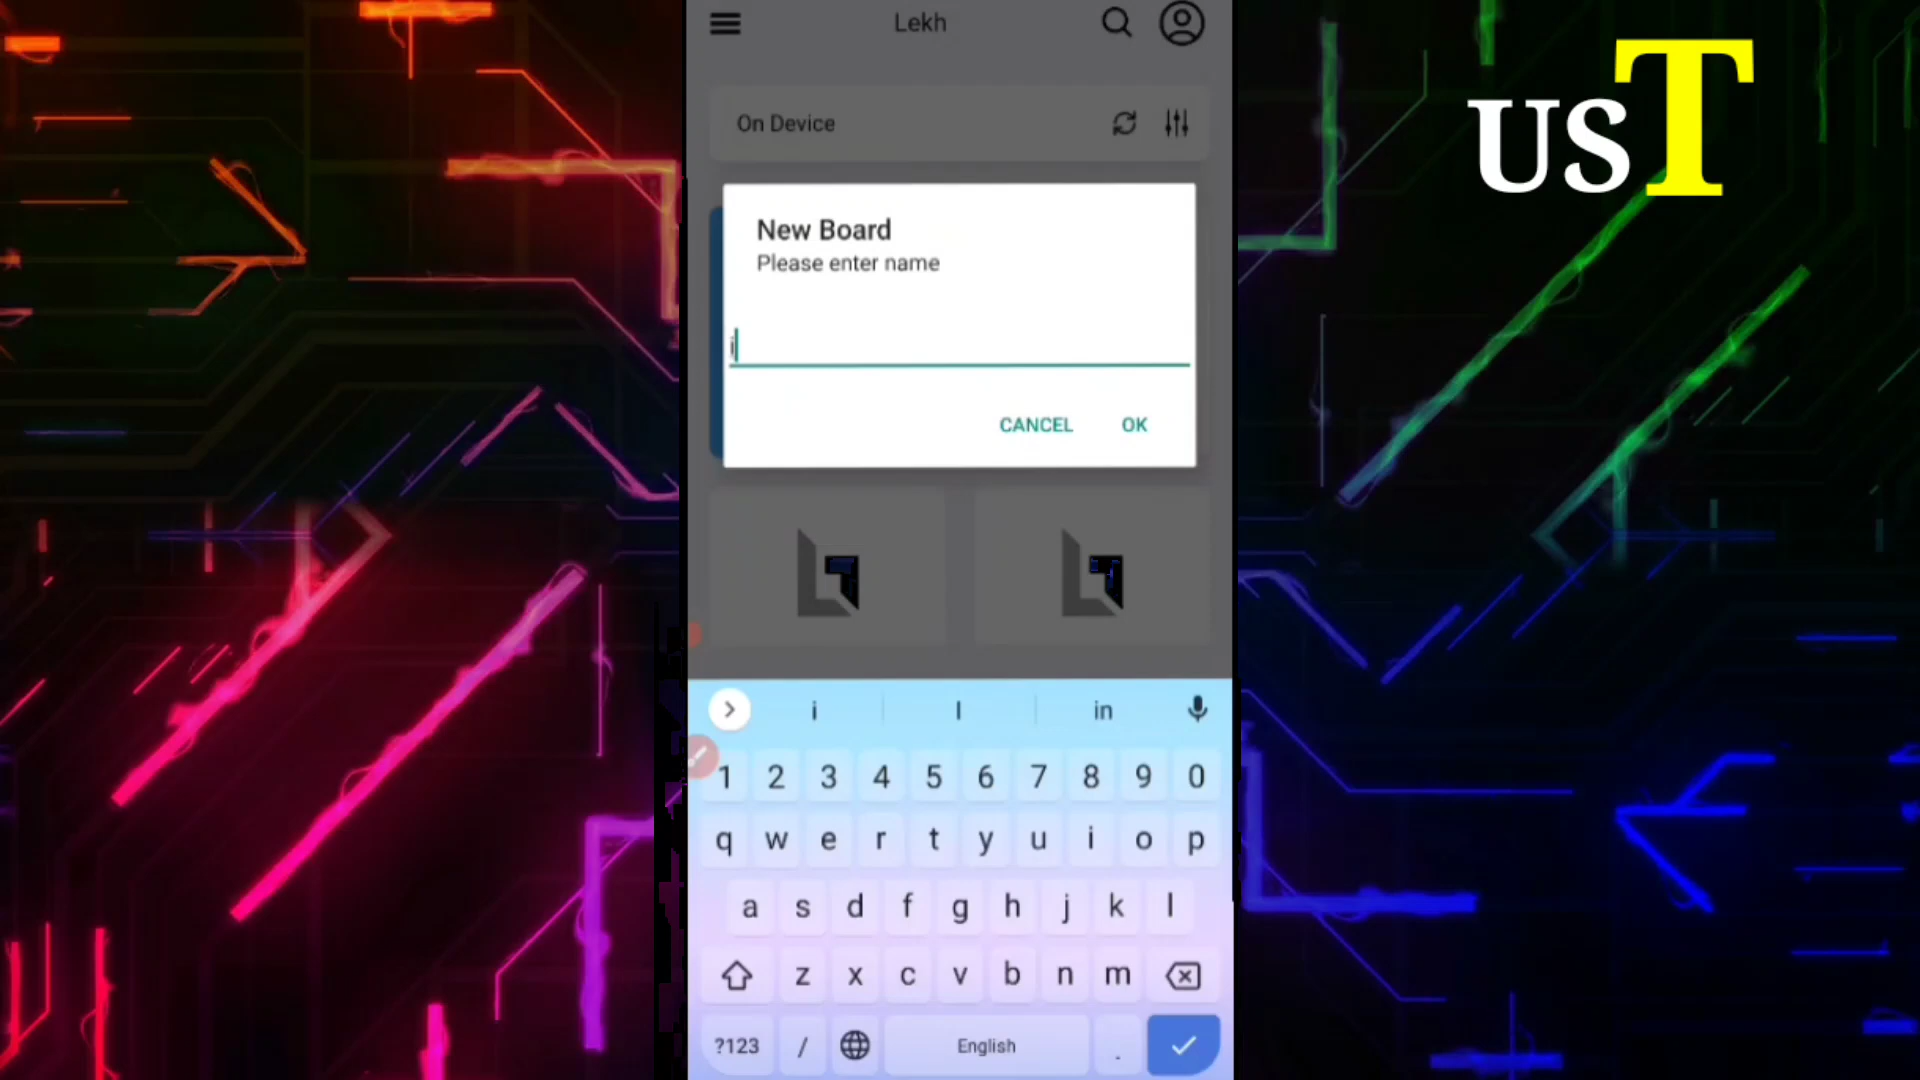 Lekh
usT
On Device
New Board
Please enter name
i
CANCEL OK
i l in
1 2 3 4 5 6 7 8 9 0
q w e r t y u i o p
a s d f g h j k l
z x c v b n m
?123 / English .